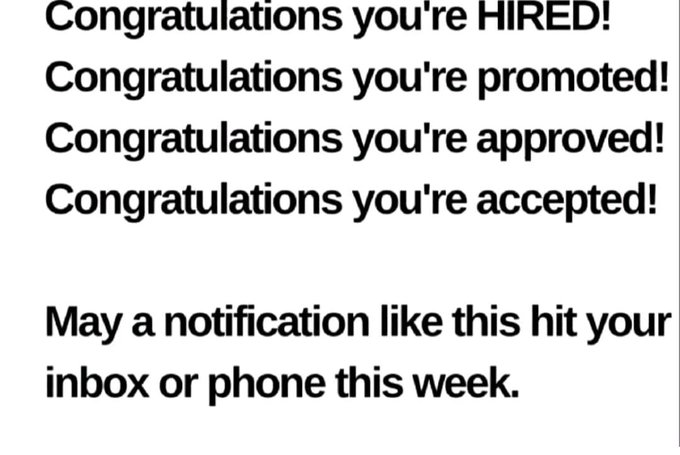 Congratulations you're HIRED!
Congratulations you're promoted!
Congratulations you're approved!
Congratulations you're accepted!
May a notification like this hit your
inbox or phone this week.